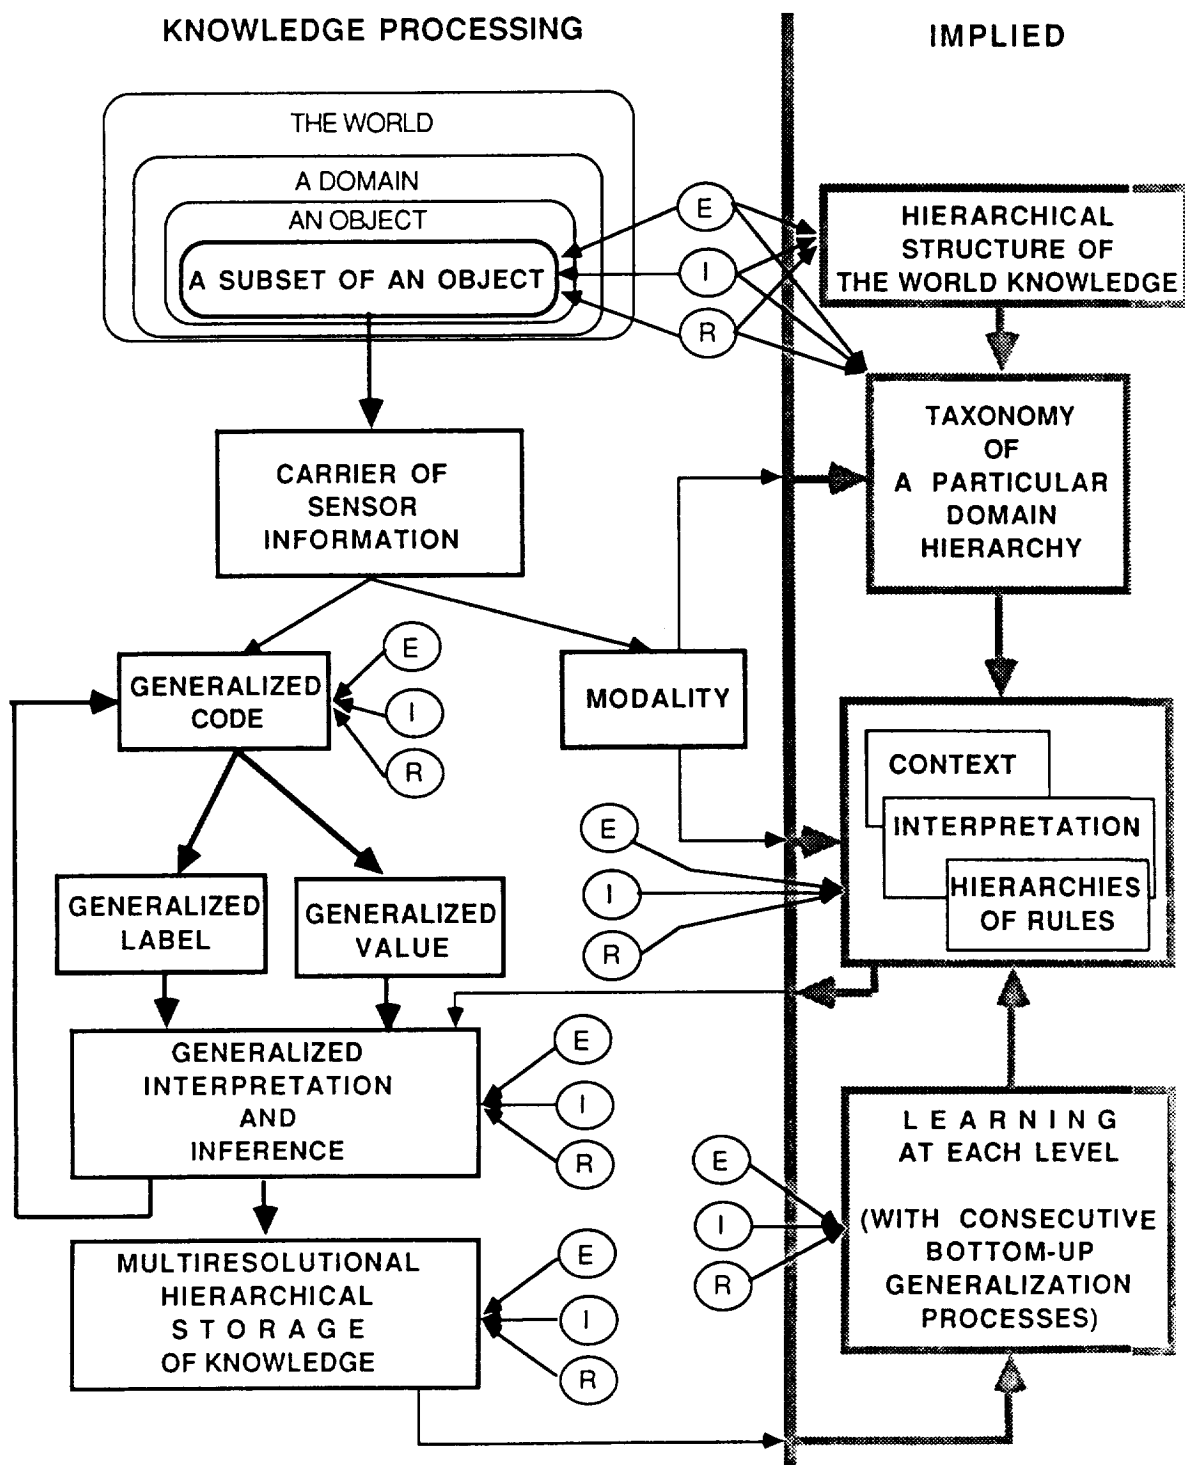 KNOWLEDGE PROCESSING
IMPLIED
THE WORLD
A DOMAIN
AN OBJECT
A SUBSET OF AN OBJECT
E
I
R
HIERARCHICAL
STRUCTURE OF
THE WORLD KNOWLEDGE
TAXONOMY
OF
A PARTICULAR
DOMAIN
HIERARCHY
CARRIER OF
SENSOR
INFORMATION
GENERALIZED
CODE
E
I
R
MODALITY
CONTEXT
INTERPRETATION
HIERARCHIES
OF RULES
E
I
R
GENERALIZED
LABEL
GENERALIZED
VALUE
GENERALIZED
INTERPRETATION
AND
INFERENCE
E
I
R
LEARNING
AT EACH LEVEL
(WITH CONSECUTIVE
BOTTOM-UP
GENERALIZATION
PROCESSES)
E
I
R
MULTIRESOLUTIONAL
HIERARCHICAL
STORAGE
OF KNOWLEDGE
E
I
R